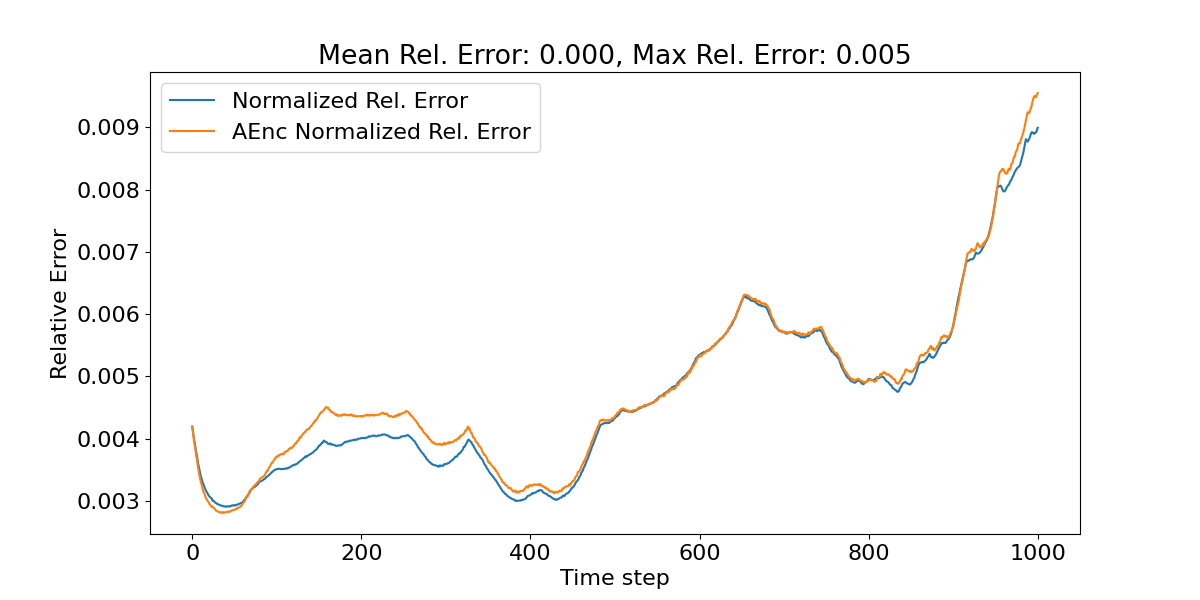 Mean Rel. Error: 0.000, Max Rel. Error: 0.005
Normalized Rel. Error
AEnc Normalized Rel. Error
0.009
0.008
0.007
0.006
0.005
0.004
0.003
Relative Error
0 200 400 600 800 1000
Time step